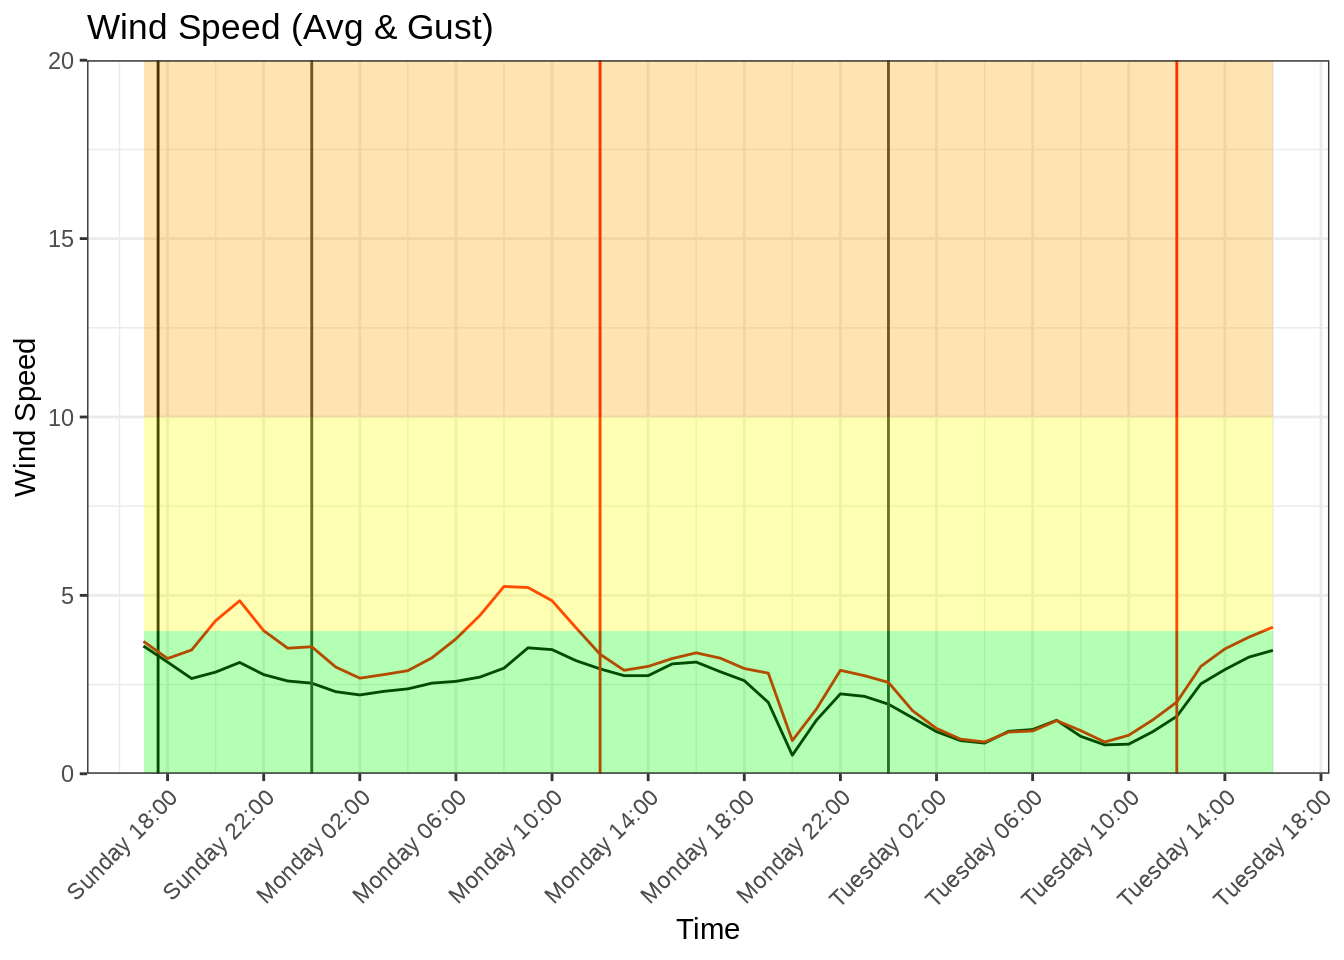 Wind Speed (Avg & Gust)
20
15
10
5
0
Wind Speed
Sunday 18:00
Sunday 22:00
Monday 02:00
Monday 06:00
Monday 10:00
Monday 14:00
Monday 18:00
Monday 22:00
Tuesday 02:00
Tuesday 06:00
Tuesday 10:00
Tuesday 14:00
Tuesday 18:00
Time